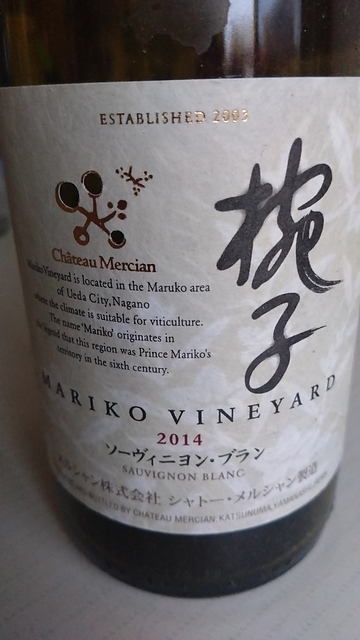 ESTABLISHED 2003
椀子
Château Mercian
Mariko Vineyard is located in the Maruko area
of Ueda City,Nagano
where the climate is suitable for viticulture.
The name 'Mariko' originates in
the legend that this region was Prince Mariko's
territory in the sixth century.
MARIKO VINEYARD
2014
ソーヴィニヨン・ブラン
SAUVIGNON BLANC
メルシャン株式会社 シャトー・メルシャン製造
BOTTLED BY CHATEAU MERCIAN KATSUNUMA,YAMANASHI